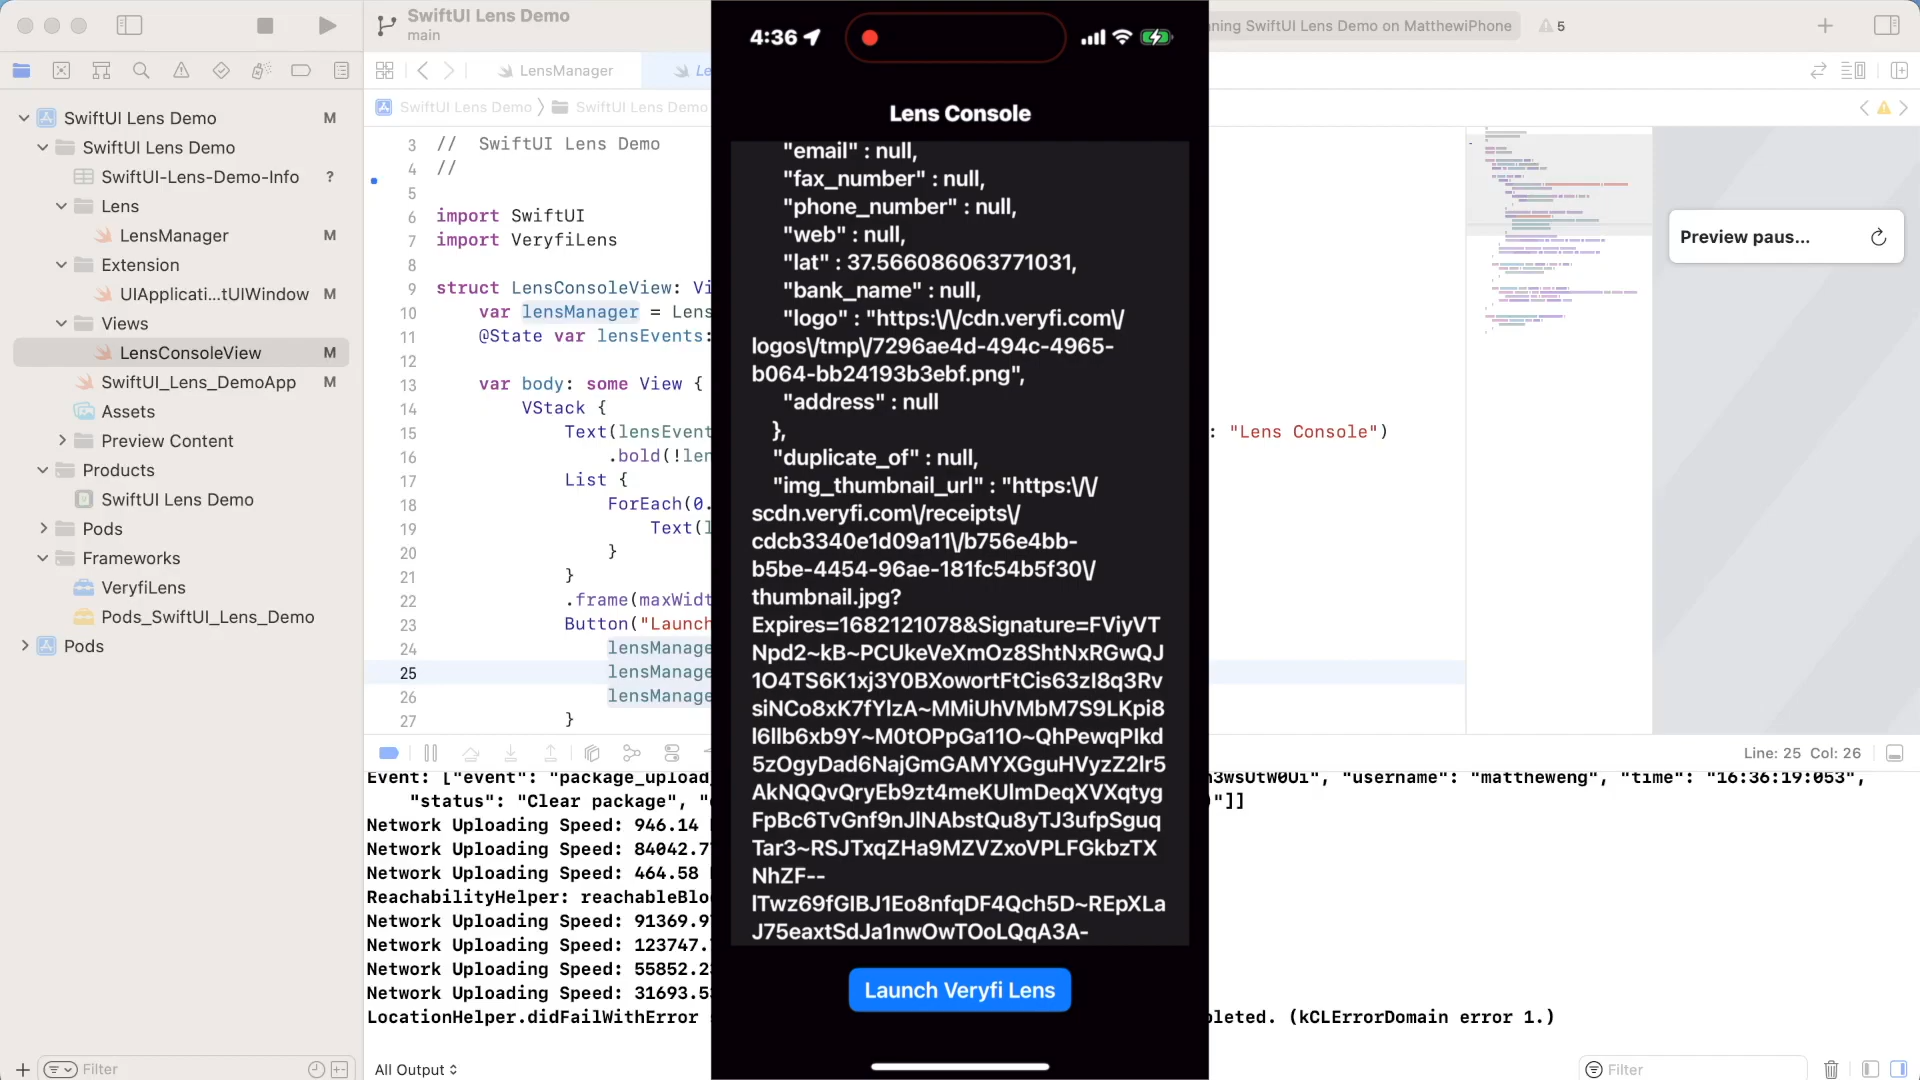 SwiftUI Lens Demo
main
ning SwiftUI Lens Demo on MatthewiPhone
5
LensManager
Le
SwiftUI Lens Demo
SwiftUI Lens Demo
SwiftUI Lens Demo M
SwiftUI Lens Demo
SwiftUI-Lens-Demo-Info ?
Lens
LensManager M
Extension
UIApplicati...tUIWindow M
Views
LensConsoleView M
SwiftUI_Lens_DemoApp M
Assets
Preview Content
Products
SwiftUI Lens Demo
Pods
Frameworks
VeryfiLens
Pods_SwiftUI_Lens_Demo
Pods
Filter
3 // SwiftUI Lens Demo
4 //
5
6 import SwiftUI
7 import VeryfiLens
8
9 struct LensConsoleView: Vi
10 var lensManager = Lens
11 @State var lensEvents:
12
13 var body: some View {
14 VStack {
15 Text(lensEvent : "Lens Console")
16 .bold(!len
17 List {
18 ForEach(0.
19 Text(l
20 }
21 }
22 .frame(maxWidt
23 Button("Launch
24 lensManage
25 lensManage
26 lensManage
27 }
4:36
Lens Console
"email" : null,
"fax_number" : null,
"phone_number" : null,
"web" : null,
"lat" : 37.566086063771031,
"bank_name" : null,
"logo" : "https:\/\/cdn.veryfi.com\/
logos\/tmp\/7296ae4d-494c-4965-
b064-bb24193b3ebf.png",
"address" : null
},
"duplicate_of" : null,
"img_thumbnail_url" : "https:\/\/
scdn.veryfi.com\/receipts\/
cdcb3340e1d09a11\/b756e4bb-
b5be-4454-96ae-181fc54b5f30\/
thumbnail.jpg?
Expires=1682121078&Signature=FViyVT
Npd2~kB~PCUkeVeXmOz8ShtNxRGwQJ
1O4TS6K1xj3Y0BXowortFtCis63zI8q3Rv
siNCo8xK7fYlzA~MMiUhVMbM7S9LKpi8
l6llb6xb9Y~M0tOPpGa11O~QhPewqPIkd
5zOgyDad6NajGmGAMYXGguHVyzZ2lr5
AkNQQvQryEb9zt4meKUlmDeqXVXqtyg
FpBc6TvGnf9nJlNAbstQu8yTJ3ufpSguq
Tar3~RSJTxqZHa9MZVZxoVPLFGkbzTX
NhZF--
lTwz69fGIBJ1Eo8nfqDF4Qch5D~REpXLa
J75eaxtSdJa1nwOwTOoLQqA3A-
Launch Veryfi Lens
Preview paus...
Line: 25 Col: 26
Event: ["event": "package_upload_ n3wsUtW0Ui", "username": "mattheweng", "time": "16:36:19:053",
"status": "Clear package", " )"]]
Network Uploading Speed: 946.14
Network Uploading Speed: 84042.7
Network Uploading Speed: 464.58
ReachabilityHelper: reachableBlo
Network Uploading Speed: 91369.9
Network Uploading Speed: 123747.
Network Uploading Speed: 55852.2
Network Uploading Speed: 31693.5
LocationHelper.didFailWithError pleted. (kCLErrorDomain error 1.)
All Output
Filter